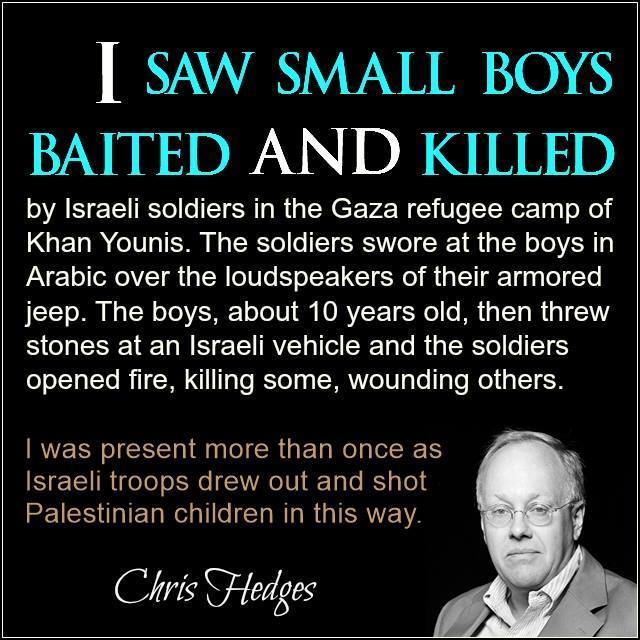 I SAW SMALL BOYS
BAITED AND KILLED
by Israeli soldiers in the Gaza refugee camp of
Khan Younis. The soldiers swore at the boys in
Arabic over the loudspeakers of their armored
jeep. The boys, about 10 years old, then threw
stones at an Israeli vehicle and the soldiers
opened fire, killing some, wounding others.
I was present more than once as
Israeli troops drew out and shot
Palestinian children in this way.
Chris Hedges